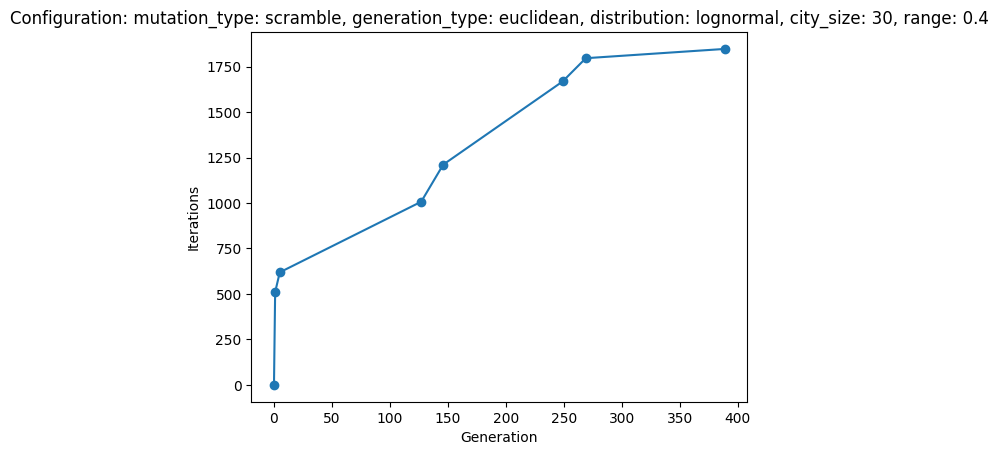 Configuration: mutation_type: scramble, generation_type: euclidean, distribution: lognormal, city_size: 30, range: 0.4
1750
1500
1250
1000
750
500
250
0
Iterations
0 50 100 150 200 250 300 350 400
Generation